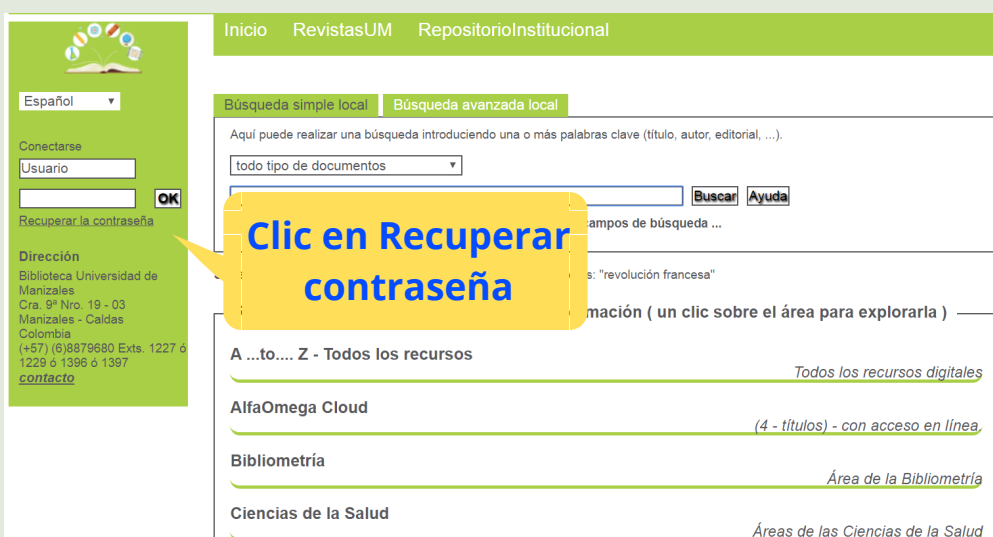 Inicio RevistasUM RepositorioInstitucional
Español
Conectarse
Usuario
OK
Recuperar la contraseña
Dirección
Biblioteca Universidad de
Manizales
Cra. 9ª Nro. 19 - 03
Manizales - Caldas
Colombia
(+57) (6)8879680 Exts. 1227 ó
1229 ó 1396 ó 1397
contacto
Búsqueda simple local Búsqueda avanzada local
Aquí puede realizar una búsqueda introduciendo una o más palabras clave (título, autor, editorial, ...).
todo tipo de documentos
Buscar Ayuda
Clic en Recuperar
contraseña
campos de búsqueda ...
"revolución francesa"
( un clic sobre el área para explorarla )
A ...to.... Z - Todos los recursos
Todos los recursos digitales
AlfaOmega Cloud
(4 - títulos) - con acceso en línea,
Bibliometría
Área de la Bibliometría
Ciencias de la Salud
Áreas de las Ciencias de la Salud